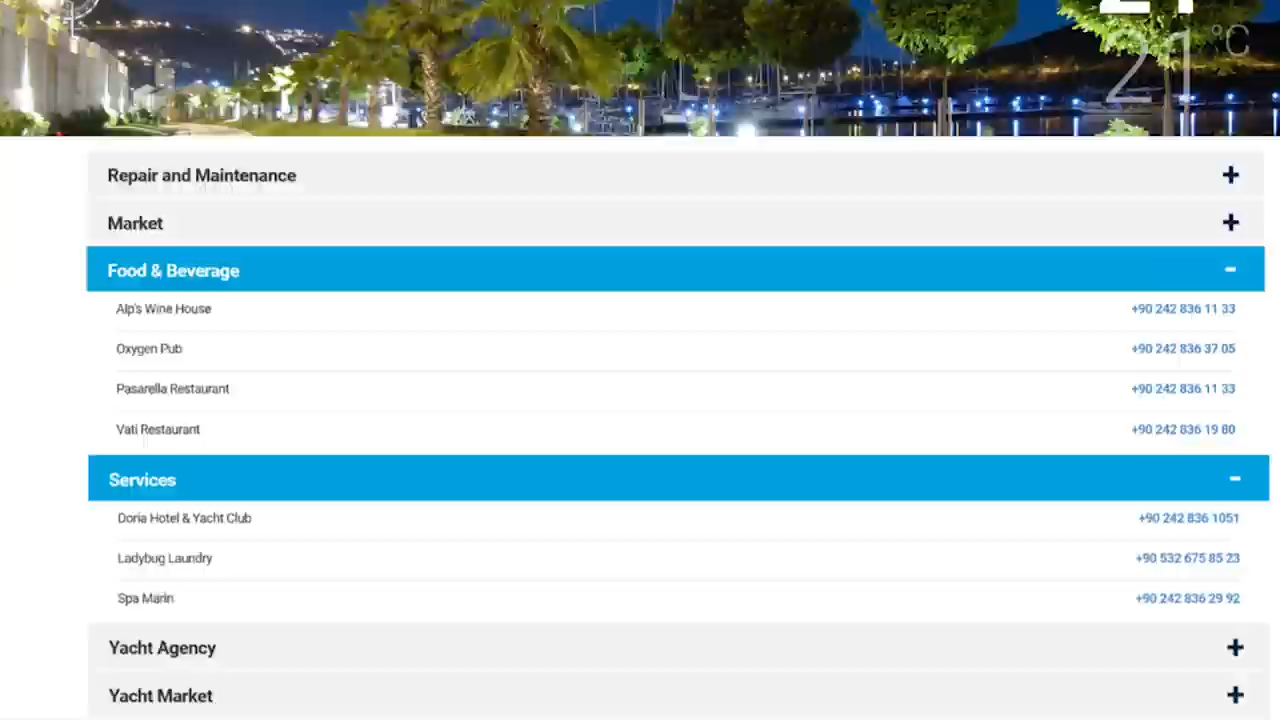 21 °C
Repair and Maintenance +
Market +
Food & Beverage -
Alp's Wine House +90 242 836 11 33
Oxygen Pub +90 242 836 37 05
Pasarella Restaurant +90 242 836 11 33
Vati Restaurant +90 242 836 19 80
Services -
Doria Hotel & Yacht Club +90 242 836 1051
Ladybug Laundry +90 532 675 85 23
Spa Marin +90 242 836 29 92
Yacht Agency +
Yacht Market +